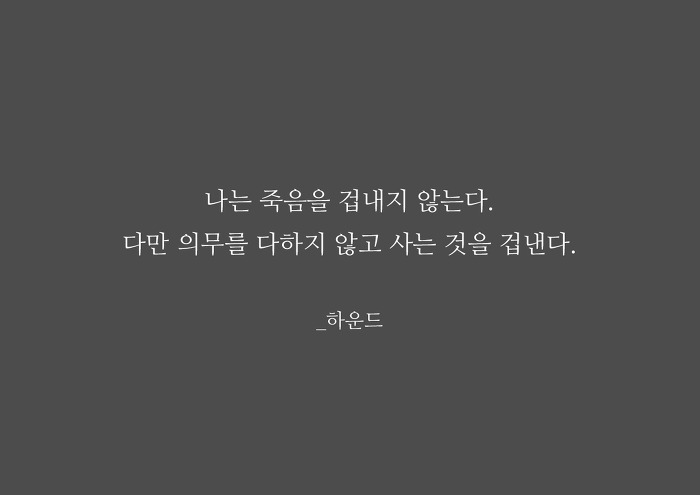 나는 죽음을 겁내지 않는다.
다만 의무를 다하지 않고 사는 것을 겁낸다.
_하운드